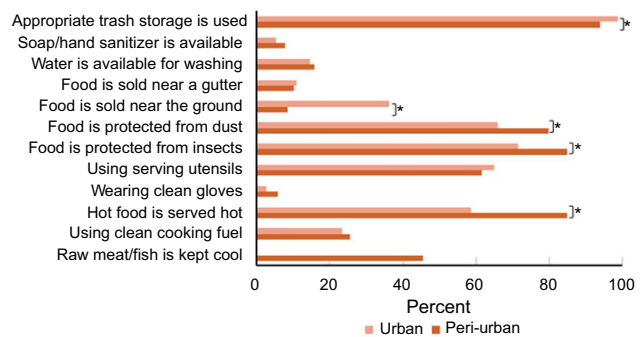 Appropriate trash storage is used
*
Soap/hand sanitizer is available
Water is available for washing
Food is sold near a gutter
Food is sold near the ground
*
Food is protected from dust
*
Food is protected from insects
*
Using serving utensils
Wearing clean gloves
Hot food is served hot
*
Using clean cooking fuel
Raw meat/fish is kept cool
0 20 40 60 80 100
Percent
Urban Peri-urban